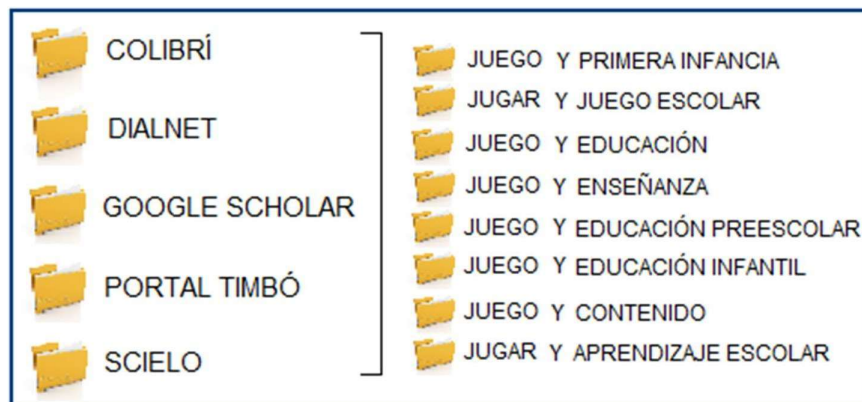 COLIBRÍ
DIALNET
GOOGLE SCHOLAR
PORTAL TIMBÓ
SCIELO
JUEGO Y PRIMERA INFANCIA
JUGAR Y JUEGO ESCOLAR
JUEGO Y EDUCACIÓN
JUEGO Y ENSEÑANZA
JUEGO Y EDUCACIÓN PREESCOLAR
JUEGO Y EDUCACIÓN INFANTIL
JUEGO Y CONTENIDO
JUGAR Y APRENDIZAJE ESCOLAR